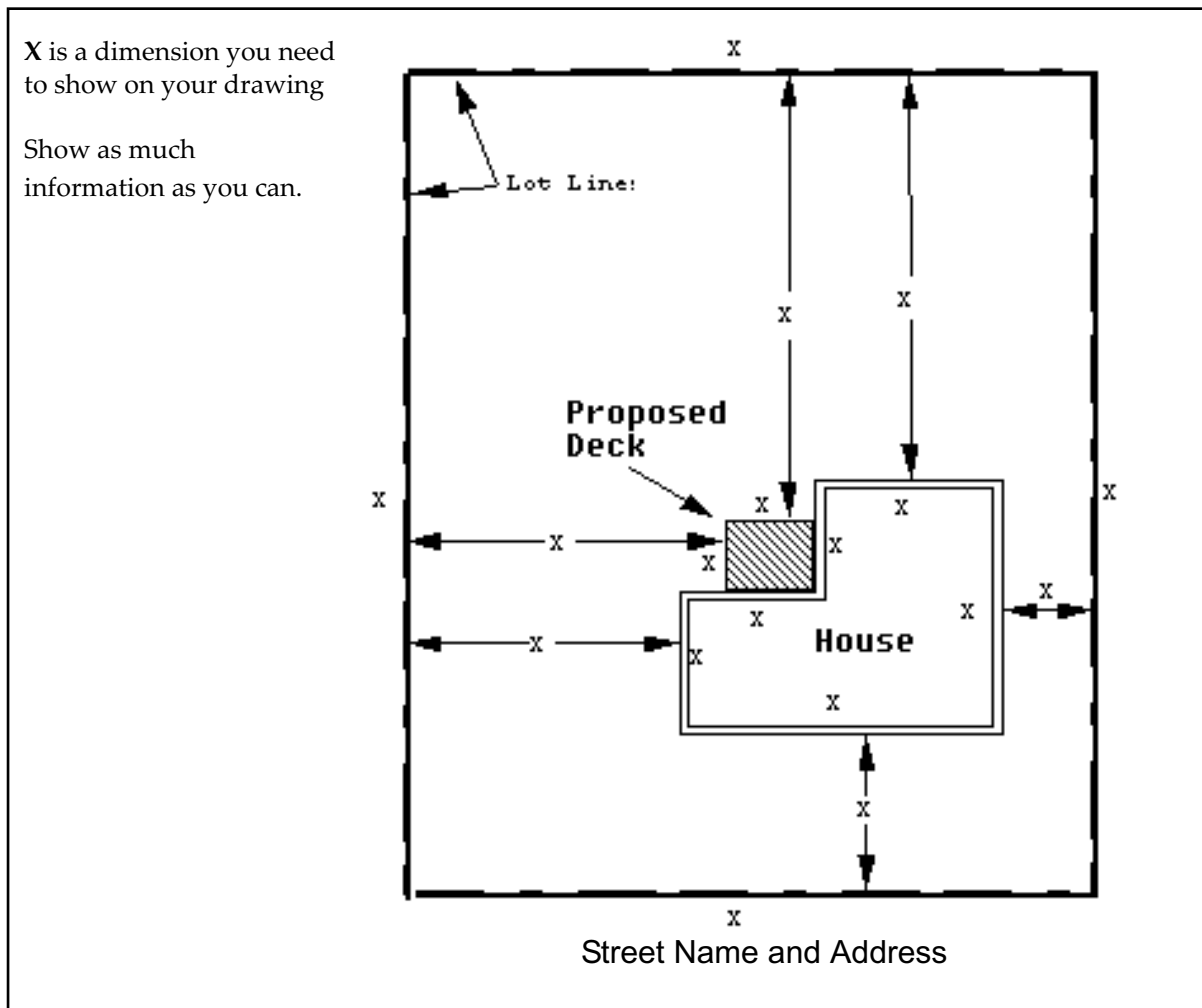 X is a dimension you need
to show on your drawing
Show as much
information as you can.
X
Lot Line:
X
X
Proposed
Deck
X
X
X
X
X
X
X
X
X
X
X
House
X
X
X
X
X
Street Name and Address